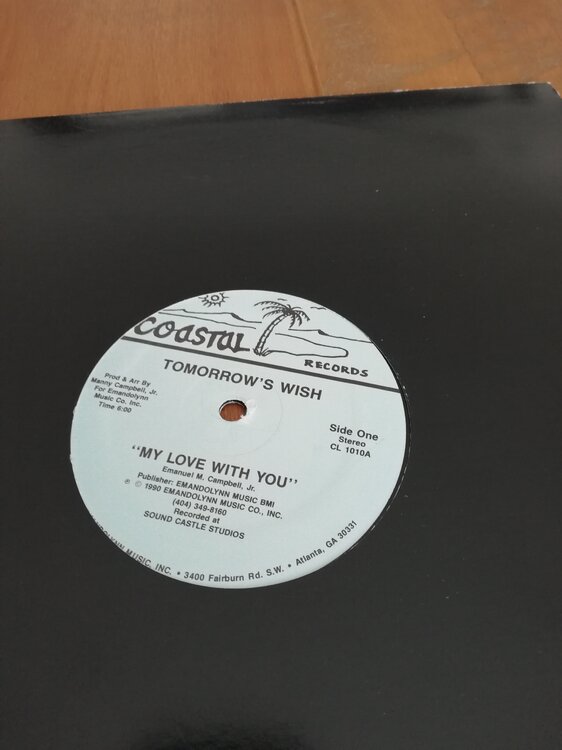 COASTAL
RECORDS
TOMORROW'S WISH
Prod & Arr By
Manny Campbell, Jr.
For Emandolynn
Music Co. Inc.
Time 6:00
Side One
Stereo
CL 1010A
"MY LOVE WITH YOU"
Emanuel M. Campbell, Jr.
Publisher: EMANDOLYNN MUSIC BMI
℗ © 1990 EMANDOLYNN MUSIC CO., INC.
(404) 349-8160
Recorded at
SOUND CASTLE STUDIOS
MUSIC, INC. • 3400 Fairburn Rd. S.W. • Atlanta, GA 30331